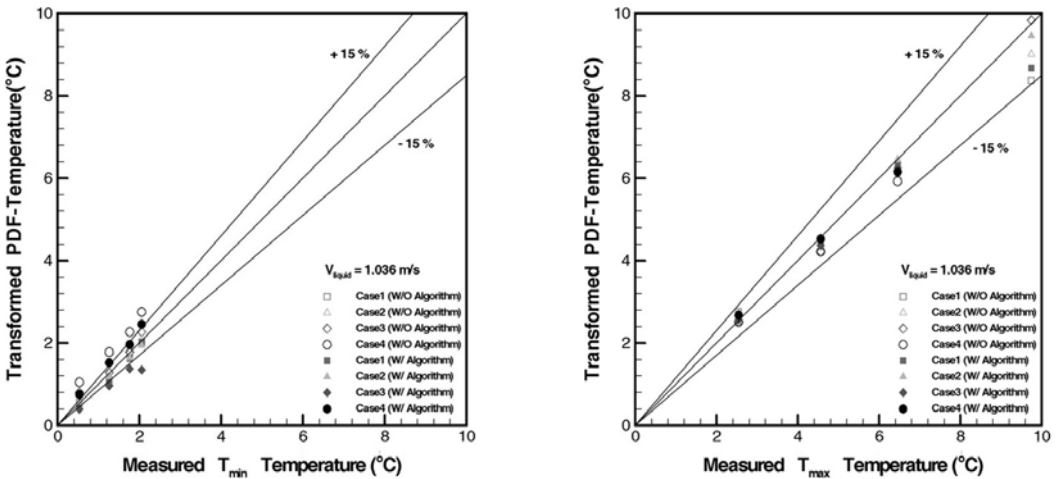 10
8
6
4
2
0
Transformed PDF-Temperature(°C)
+ 15 %
- 15 %
V_liquid = 1.036 m/s
Case1 (W/O Algorithm)
Case2 (W/O Algorithm)
Case3 (W/O Algorithm)
Case4 (W/O Algorithm)
Case1 (W/ Algorithm)
Case2 (W/ Algorithm)
Case3 (W/ Algorithm)
Case4 (W/ Algorithm)
0 2 4 6 8 10
Measured T_min Temperature (°C)
10
8
6
4
2
0
Transformed PDF-Temperature(°C)
+ 15 %
- 15 %
V_liquid = 1.036 m/s
Case1 (W/O Algorithm)
Case2 (W/O Algorithm)
Case3 (W/O Algorithm)
Case4 (W/O Algorithm)
Case1 (W/ Algorithm)
Case2 (W/ Algorithm)
Case3 (W/ Algorithm)
Case4 (W/ Algorithm)
0 2 4 6 8 10
Measured T_max Temperature (°C)